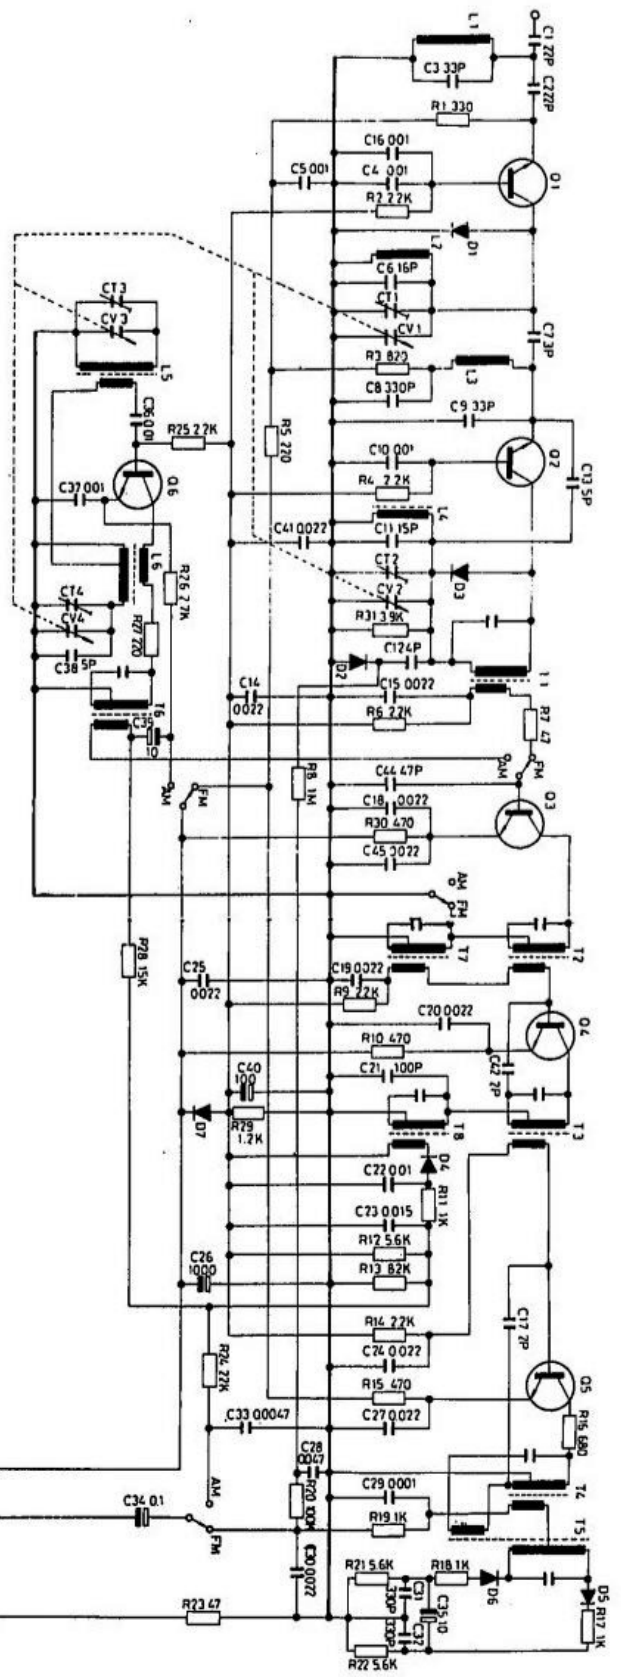 L1
C1 22P
C3 33P
C2 22P
R1 330
C16 001
C5 001
C4 001
Q1
R2 22K
D1
L2
C6 16P
CT3
CT1
CV3
CV1
C7 3P
R3 820
L5
L3
C8 330P
C36 001
C9 33P
R25 22K
R5 220
Q2
Q6
C10 001
C13 5P
R4 22K
C37 001
L4
C41 0022
C11 15P
L6
CT2
D3
R26 27K
CT4
CV2
CV4
R31 39K
R27 220
C38 5P
C12 4P
D2
C14
0022
C15 0022
T1
T6
R6 22K
R7 47
C39
10
AM
FM
C44 47P
R8 1M
AM
FM
C18 0022
Q3
R30 470
C45 0022
AM
FM
T7
T2
R28 15K
C25
0022
C19 0022
R9 22K
C20 0022
Q4
R10 470
C42 2P
C21 100P
C40
100
D7
R29
1.2K
T8
T3
D4
C22 001
R11 1K
C23 0.015
R12 5.6K
C26
1000
R13 82K
R14 22K
C17 2P
R24 22K
C24 0022
Q5
R15 470
C33 00047
C27 0022
R16 680
C28
0047
AM
C29 0001
T4
R20 100K
C34 0.1
FM
R19 1K
T5
C30 0022
R21 5.6K
R18 1K
D6
D5
C31
330P
C35 10
R17 1K
R23 47
330P
C32
R22 5.6K